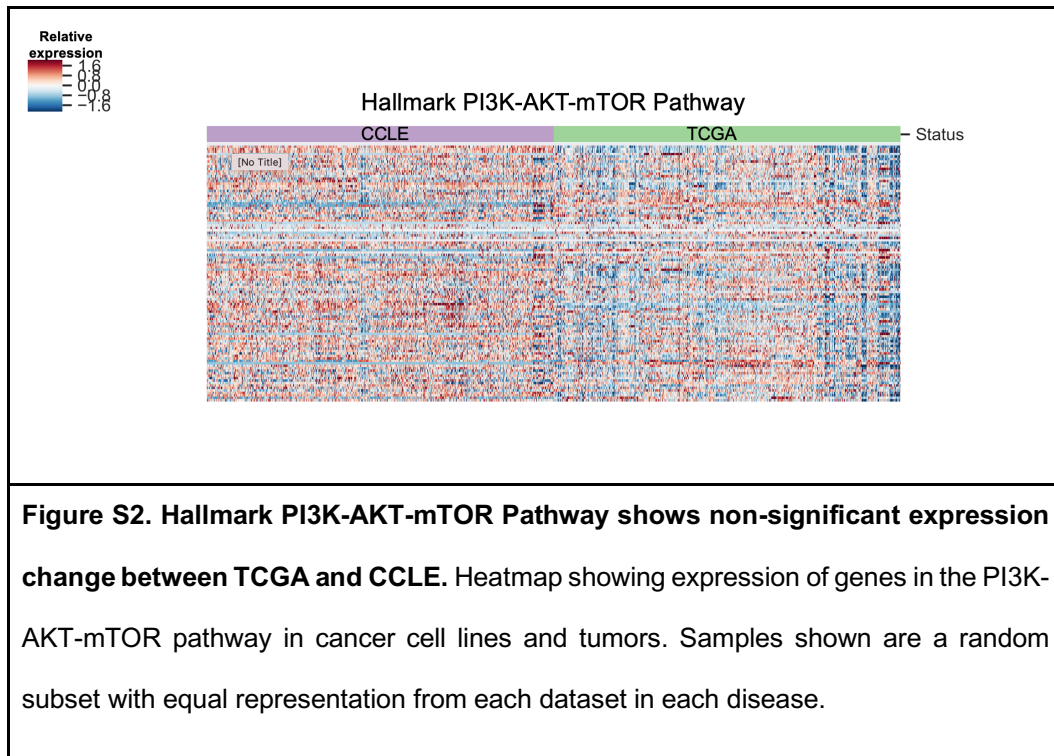 Relative
expression
1.6
0.8
0.0
−0.8
−1.6
Hallmark PI3K-AKT-mTOR Pathway
CCLE
TCGA
Status
[No Title]
Figure S2. Hallmark PI3K-AKT-mTOR Pathway shows non-significant expression
change between TCGA and CCLE. Heatmap showing expression of genes in the PI3K-
AKT-mTOR pathway in cancer cell lines and tumors. Samples shown are a random
subset with equal representation from each dataset in each disease.